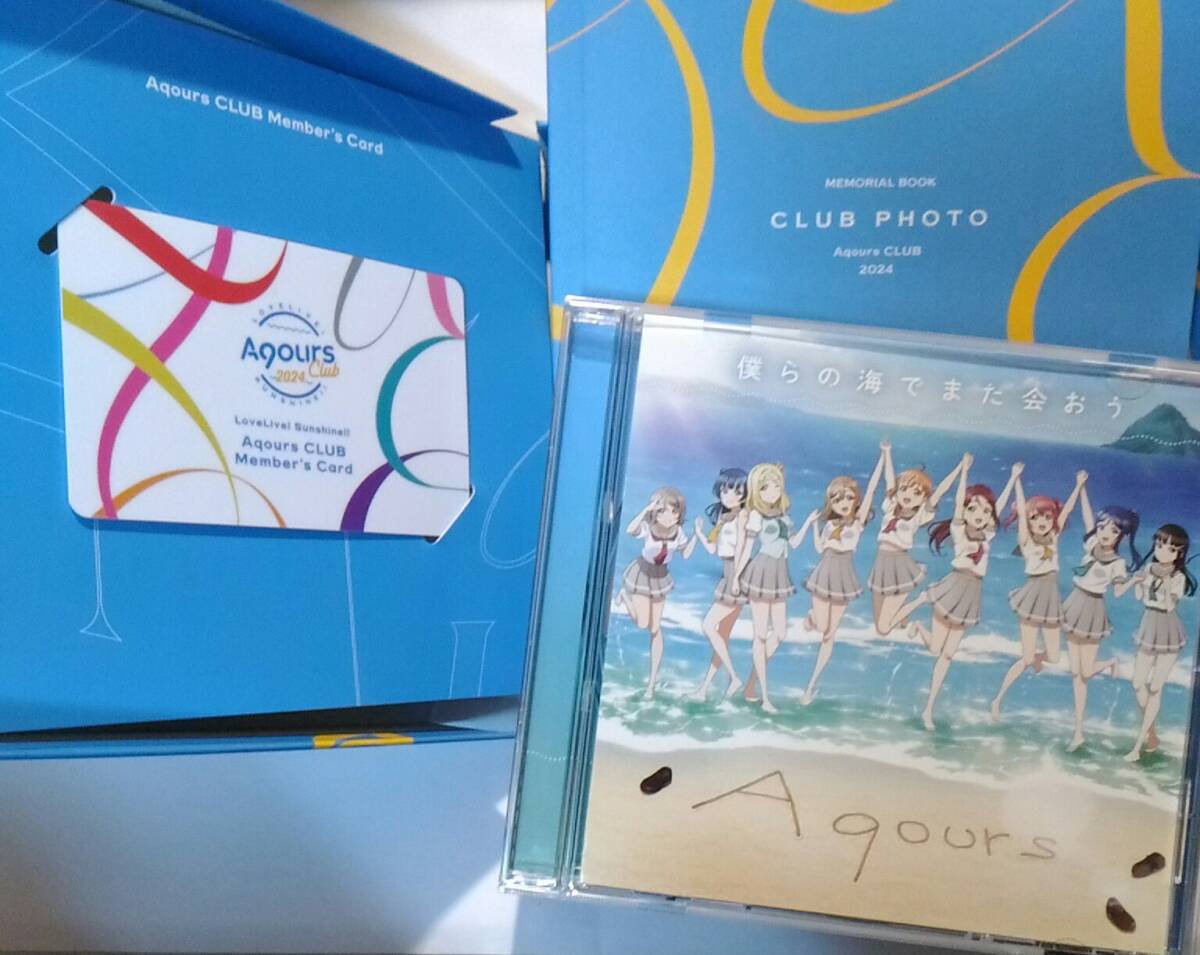 Aqours CLUB Member's Card
LOVELIVE!
Aqours
Club
2024
SUNSHINE!!
LoveLive! Sunshine!!
Aqours CLUB
Member's Card
MEMORIAL BOOK
CLUB PHOTO
Aqours CLUB
2024
僕らの海でまた会おう
Aqours